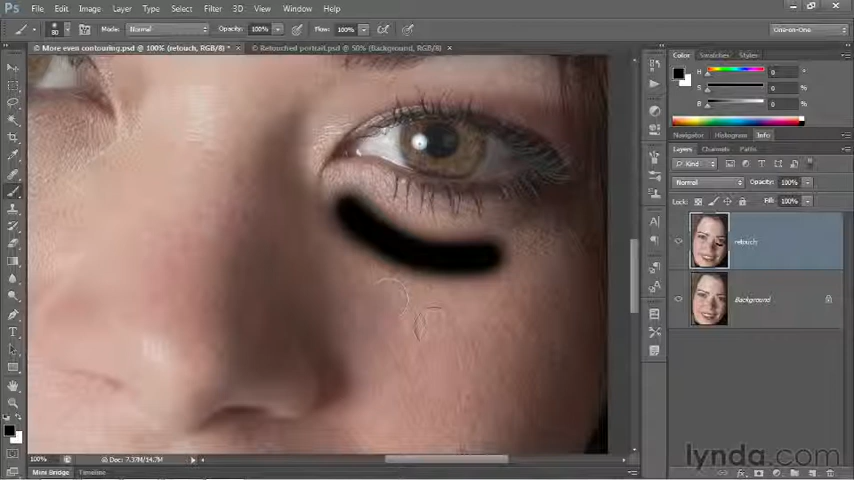 Ps File Edit Image Layer Type Select Filter 3D View Window Help
80 Mode: Normal Opacity: 100% Flow: 100% One-on-One
© More even contouring.psd @ 100% (retouch, RGB/8) * × © Retouched portrait.psd @ 50% (Background, RGB/8) ×
Color Swatches Styles
H 0 °
S 0 %
B 0 %
Navigator Histogram Info
Layers Channels Paths
Kind
Normal Opacity: 100%
Lock: Fill: 100%
retouch
Background
100% Doc: 7.37M/14.7M
Mini Bridge Timeline
lynda.com